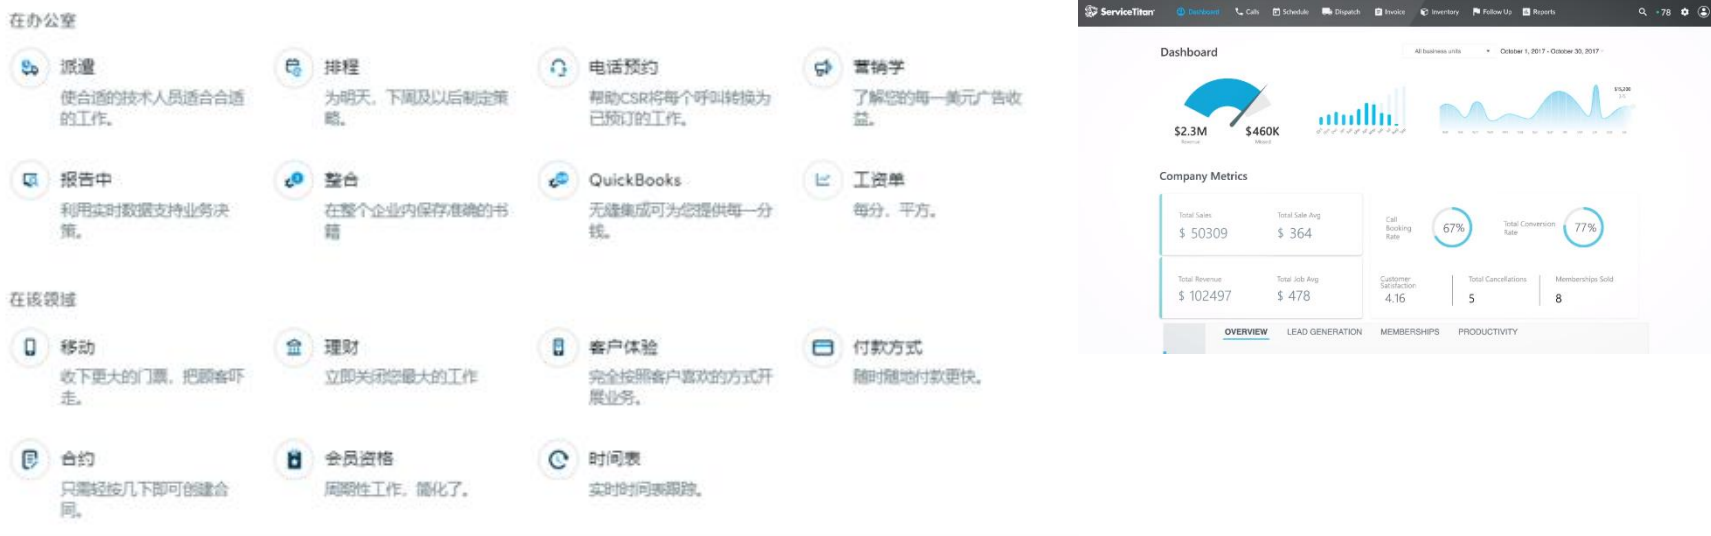 在办公室
派遣
使合适的技术人员适合合适
的工作。
排程
为明天，下周及以后制定策
略。
电话预约
帮助CSR将每个呼叫转换为
已预订的工作。
营销学
了解您的每一美元广告收
益。
报告中
利用实时数据支持业务决
策。
整合
在整个企业内保存准确的书
籍
QuickBooks
无缝集成可为您提供每一分
钱。
工资单
每分，平方。
在该领域
移动
收下更大的门票，把顾客吓
走。
理财
立即关闭您最大的工作
客户体验
完全按照客户喜欢的方式开
展业务。
付款方式
随时随地付款更快。
合约
只需轻按几下即可创建合
同。
会员资格
周期性工作，简化了。
时间表
实时时间表跟踪。
ServiceTitan
Dashboard Calls Schedule Dispatch Invoice Inventory Follow Up Reports
78
Dashboard
All business units
October 1, 2017 - October 30, 2017
$2.3M
Revenue
$460K
Missed
Company Metrics
Total Sales
$ 50309
Total Sale Avg
$ 364
Call
Booking
Rate
67%
Total Conversion
Rate
77%
Total Revenue
$ 102497
Total Job Avg
$ 478
Customer
Satisfaction
4.16
Total Cancellations
5
Memberships Sold
8
OVERVIEW LEAD GENERATION MEMBERSHIPS PRODUCTIVITY